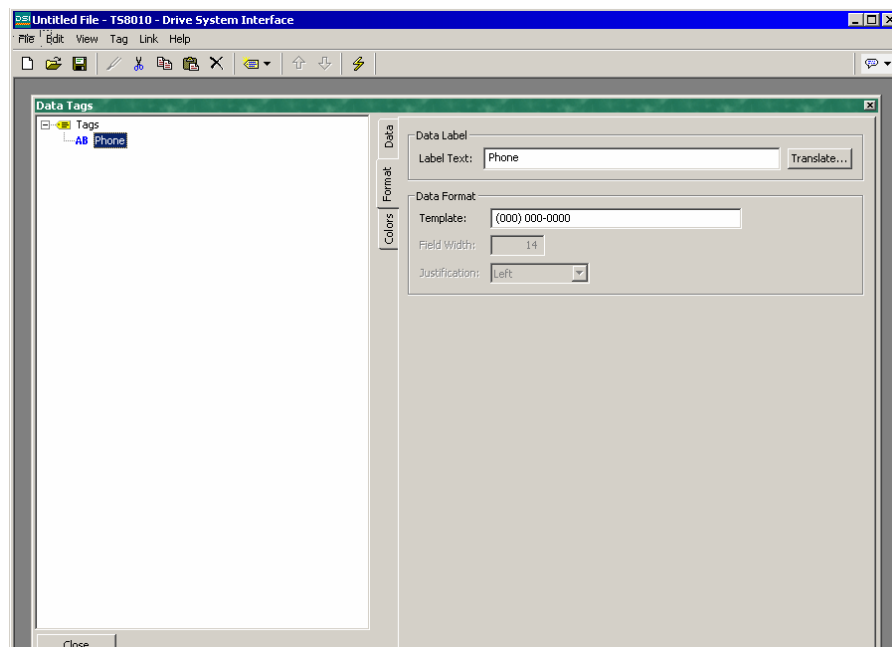 DSI Untitled File - TS8010 - Drive System Interface
File Edit View Tag Link Help
Data Tags
Tags
AB Phone
Data
Format
Colors
Data Label
Label Text: Phone Translate...
Data Format
Template: (000) 000-0000
Field Width: 14
Justification: Left
Close